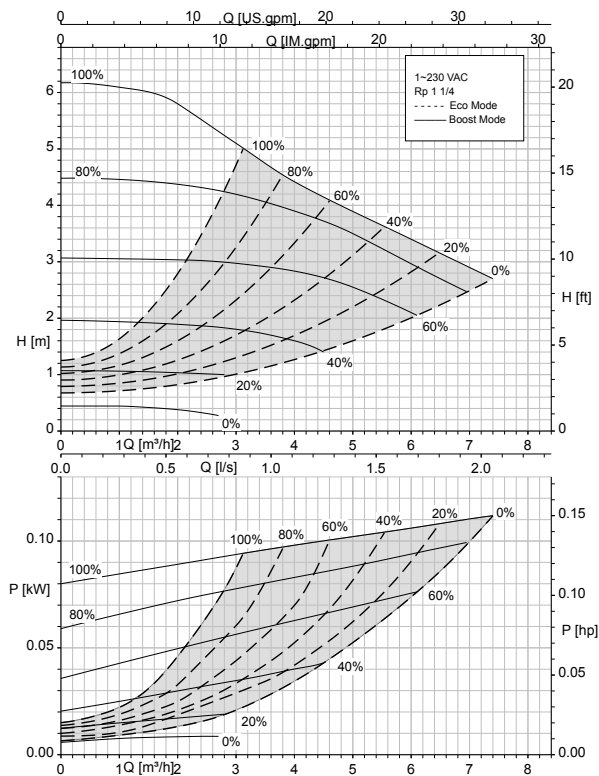 Q [US.gpm]
0 10 20 30
Q [IM.gpm]
0 10 20 30
100%
1~230 VAC
Rp 1 1/4
Eco Mode
Boost Mode
6
20
5
100%
80%
80%
15
4
60%
40%
20%
3
10
0%
H [ft]
2
60%
H [m]
40%
5
1
20%
0%
0
0
0 1 Q [m³/h] 2 3 4 5 6 7 8
0.0 0.5 Q [l/s] 1.0 1.5 2.0
100% 80% 60% 40% 20% 0%
0.15
0.10
100%
P [kW]
0.10
60%
80%
0.05
P [hp]
40%
0.05
20%
0%
0.00
0.00
0 1 Q [m³/h] 2 3 4 5 6 7 8